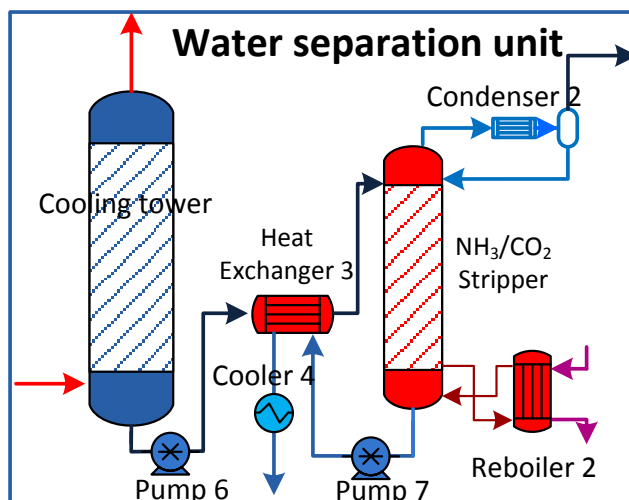 Water separation unit
Condenser 2
Cooling tower
Heat
Exchanger 3
NH₃/CO₂
Stripper
Cooler 4
Reboiler 2
Pump 6
Pump 7